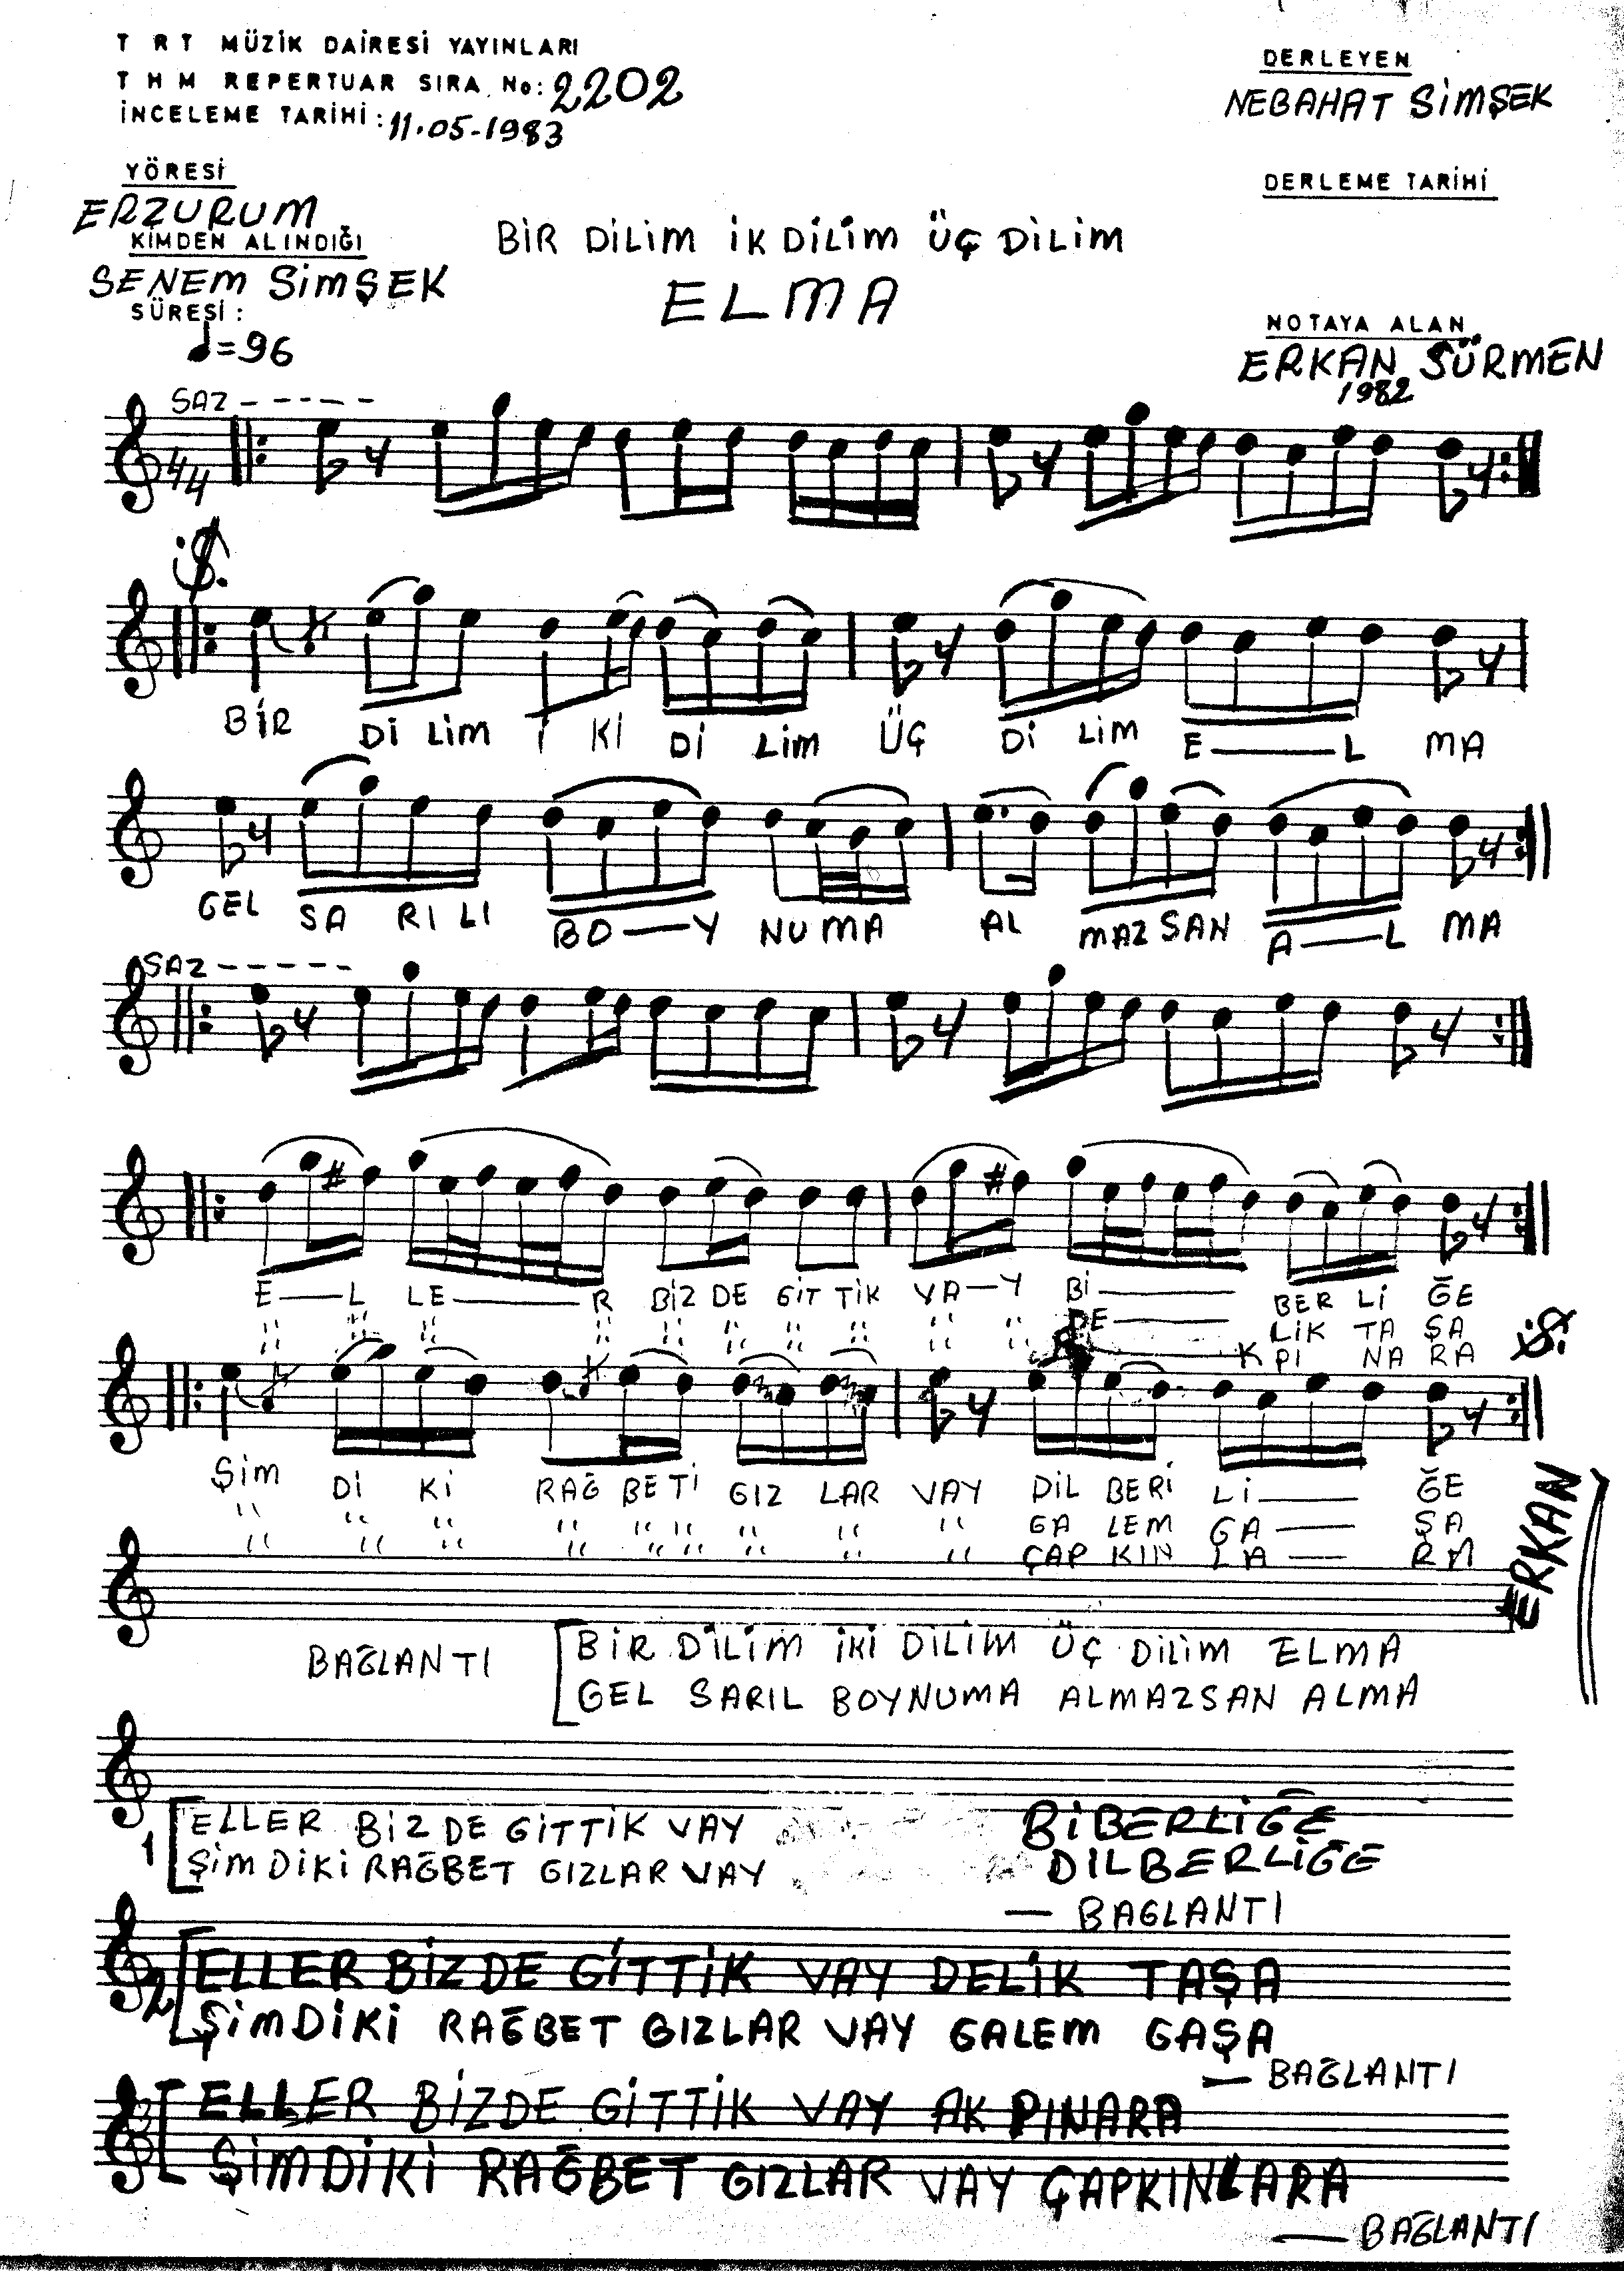 T R T MÜZİK DAİRESİ YAYINLARI
T H M REPERTUAR SIRA No: 2202
İNCELEME TARİHİ: 11.05-1983
DERLEYEN
NEBAHAT ŞİMŞEK
YÖRESİ
ERZURUM
DERLEME TARİHİ
KİMDEN ALINDIĞI
SENEM ŞİMŞEK
BİR DİLİM İK DİLİM ÜÇ DİLİM
ELMA
SÜRESİ:
=96
NOTAYA ALAN
ERKAN SÜRMEN
1982
SAZ - - - - -
BİR Dİ LİM İ Kİ Dİ LİM ÜÇ Dİ LİM E — L MA
GEL SA RI LI BO — Y NU MA AL MAZ SAN A — L MA
SAZ - - - - -
E — L LE — R BİZ DE GİT TİK VA — Y Bİ — BER Lİ ĞE
" " " " " " " " " " DE — LİK TA ŞA
K PI NA RA
ŞİM Dİ Kİ RAĞ BE Tİ GIZ LAR VAY DİL BERİ Lİ — ĞE
" " " " " " " " " GA LEM GA — ŞA
" " " " " " " " " ÇAP KIN LA — RA
ERKAN
BAĞLANTI [BİR DİLİM İKİ DİLİM ÜÇ DİLİM ELMA
GEL SARIL BOYNUMA ALMAZSAN ALMA
1 [ELLER BİZ DE GİTTİK VAY BİBERLİĞE
ŞİMDİKİ RAĞBET GIZLAR VAY DILBERLİĞE
— BAGLANTI
2 [ELLER BİZ DE GİTTİK VAY DELİK TAŞA
ŞİMDİKİ RAĞBET GIZLAR VAY GALEM GAŞA
— BAĞLANTI
3 [ELLER BİZDE GİTTİK VAY AK PINARA
ŞİMDİKİ RAĞBET GIZLAR VAY ÇAPKINLARA
— BAĞLANTI